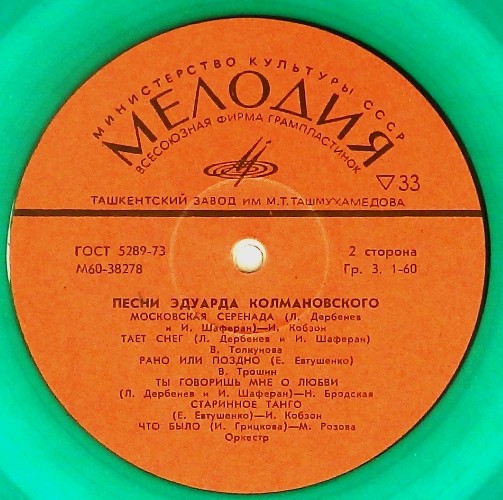 МИНИСТЕРСТВО КУЛЬТУРЫ СССР
МЕЛОДИЯ
ВСЕСОЮЗНАЯ ФИРМА ГРАМПЛАСТИНОК
▽33
ТАШКЕНТСКИЙ ЗАВОД ИМ М.Т.ТАШМУХАМЕДОВА
ГОСТ 5289-73
М60-38278
2 сторона
Гр. 3. 1-60
ПЕСНИ ЭДУАРДА КОЛМАНОВСКОГО
МОСКОВСКАЯ СЕРЕНАДА (Л. Дербенев
и И. Шаферан)—И. Кобзон
ТАЕТ СНЕГ (Л. Дербенев и И. Шаферан)
В. Толкунова
РАНО ИЛИ ПОЗДНО (Е. Евтушенко)
В. Трошин
ТЫ ГОВОРИШЬ МНЕ О ЛЮБВИ
(Л. Дербенев и И. Шаферан)—Н. Бродская
СТАРИННОЕ ТАНГО
(Е. Евтушенко)—И. Кобзон
ЧТО БЫЛО (И. Грицкова)—М. Розова
Оркестр